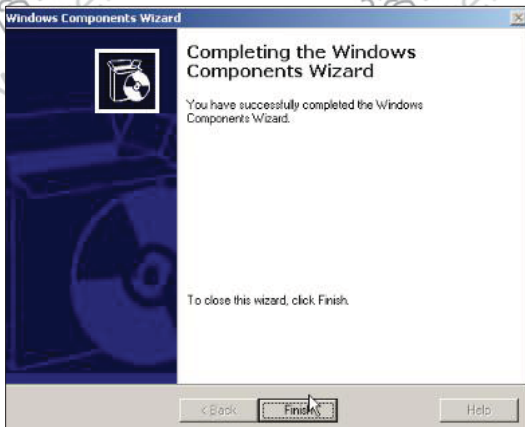 Windows Components Wizard
Completing the Windows
Components Wizard
You have successfully completed the Windows
Components Wizard.
To close this wizard, click Finish.
< Back
Finish
Help